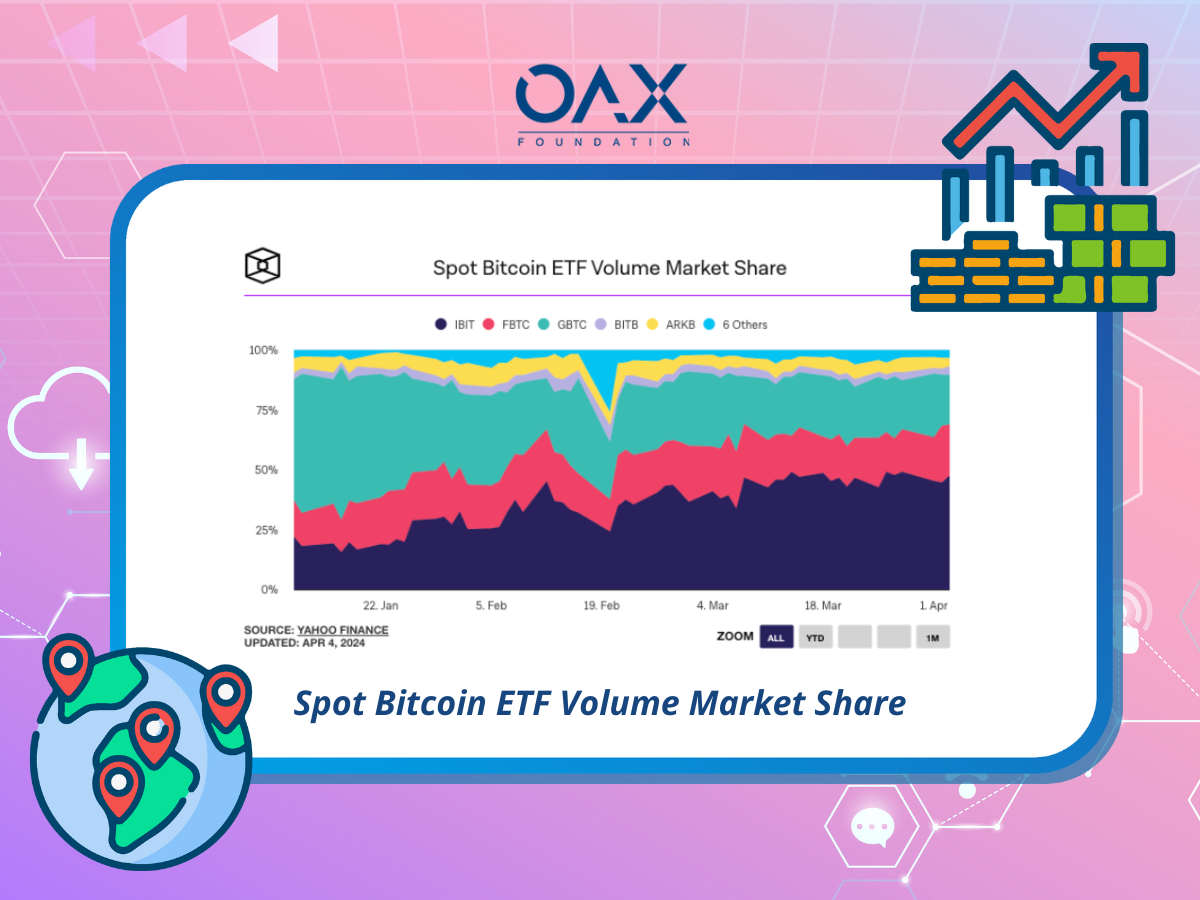 OAX
FOUNDATION
Spot Bitcoin ETF Volume Market Share
IBIT FBTC GBTC BITB ARKB 6 Others
100%
75%
50%
25%
0%
22. Jan 5. Feb 19. Feb 4. Mar 18. Mar 1. Apr
SOURCE: YAHOO FINANCE
UPDATED: APR 4, 2024
ZOOM ALL YTD 1M
Spot Bitcoin ETF Volume Market Share